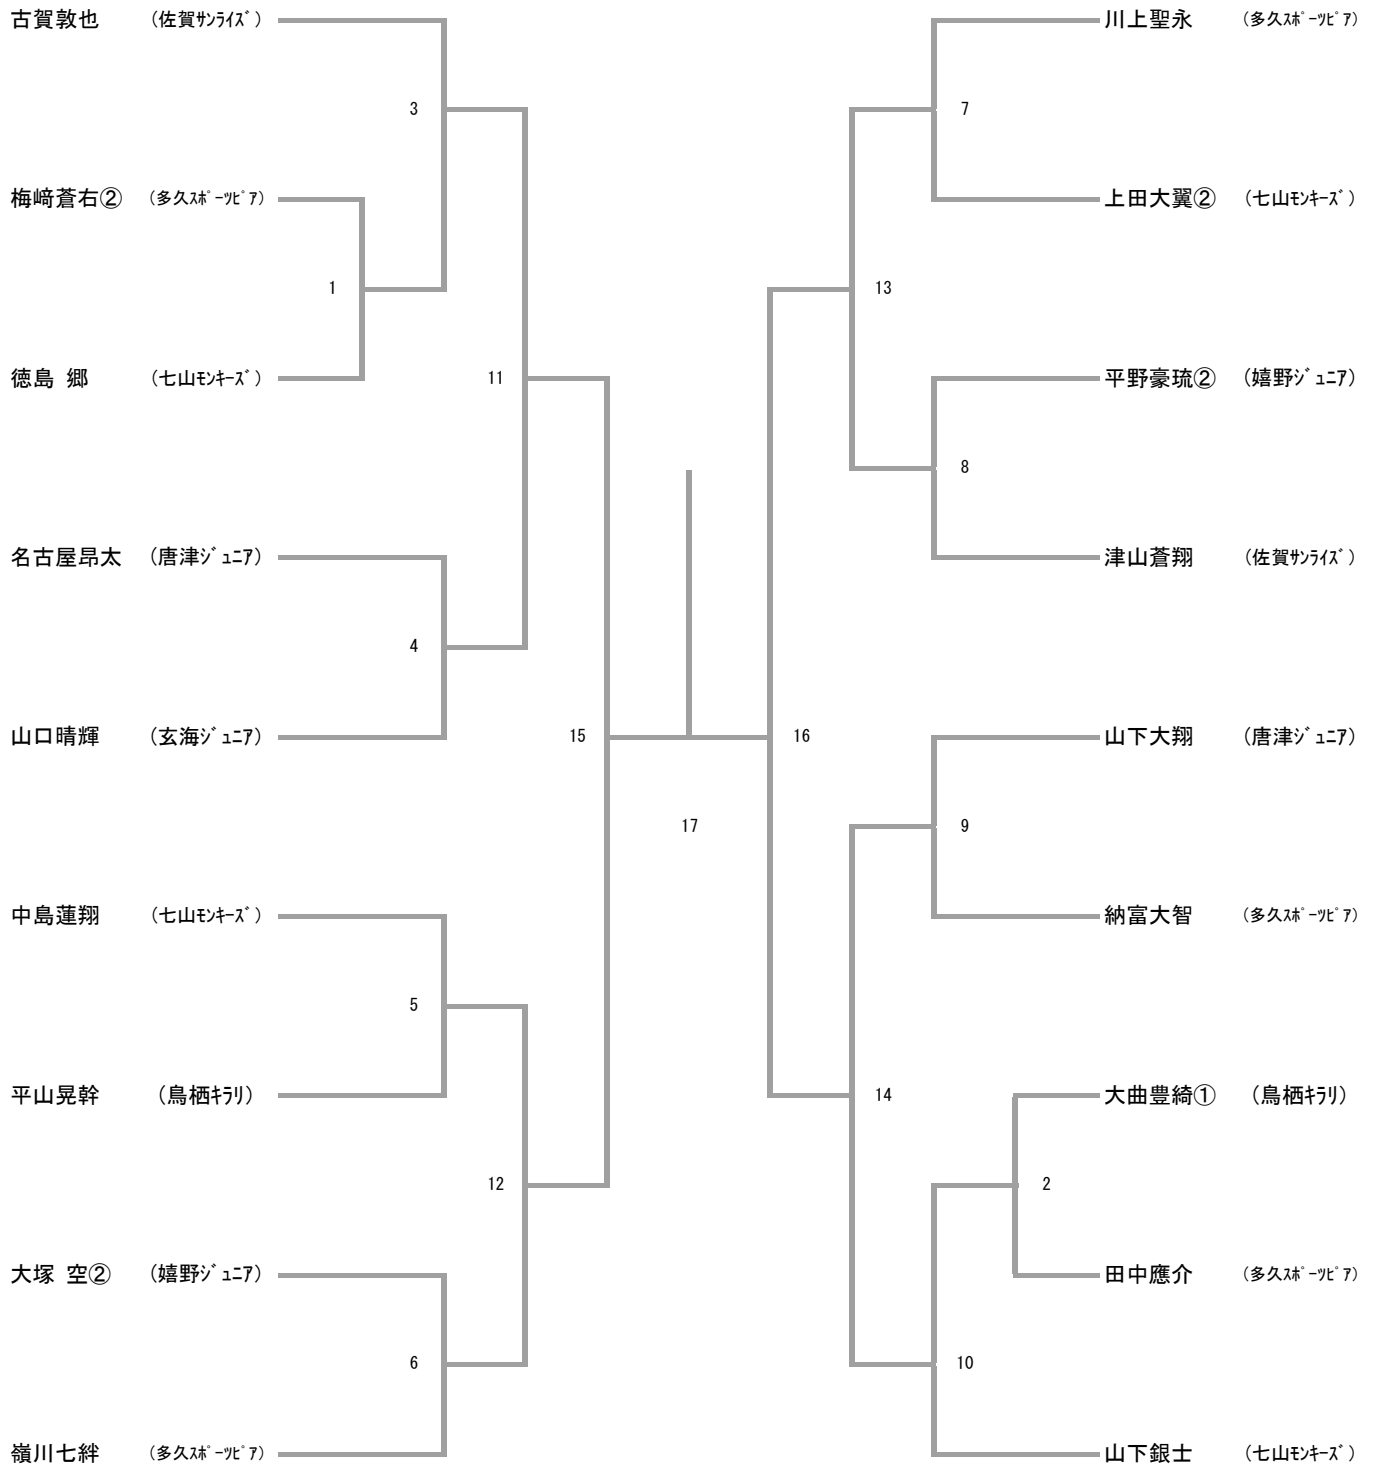 古賀敦也 （佐賀ｻﾝﾗｲｽﾞ）
3
梅﨑蒼右② （多久ｽﾎﾟｰﾂﾋﾟｱ）
1
徳島 郷 （七山ﾓﾝｷｰｽﾞ）
11
名古屋昂太 （唐津ｼﾞｭﾆｱ）
4
山口晴輝 （玄海ｼﾞｭﾆｱ）
15
中島蓮翔 （七山ﾓﾝｷｰｽﾞ）
5
平山晃幹 （鳥栖ｷﾗﾘ）
12
大塚 空② （嬉野ｼﾞｭﾆｱ）
6
嶺川七絆 （多久ｽﾎﾟｰﾂﾋﾟｱ）
17
川上聖永 （多久ｽﾎﾟｰﾂﾋﾟｱ）
7
上田大翼② （七山ﾓﾝｷｰｽﾞ）
13
平野豪琉② （嬉野ｼﾞｭﾆｱ）
8
津山蒼翔 （佐賀ｻﾝﾗｲｽﾞ）
16
山下大翔 （唐津ｼﾞｭﾆｱ）
9
納富大智 （多久ｽﾎﾟｰﾂﾋﾟｱ）
14
大曲豊綺① （鳥栖ｷﾗﾘ）
2
田中應介 （多久ｽﾎﾟｰﾂﾋﾟｱ）
10
山下銀士 （七山ﾓﾝｷｰｽﾞ）